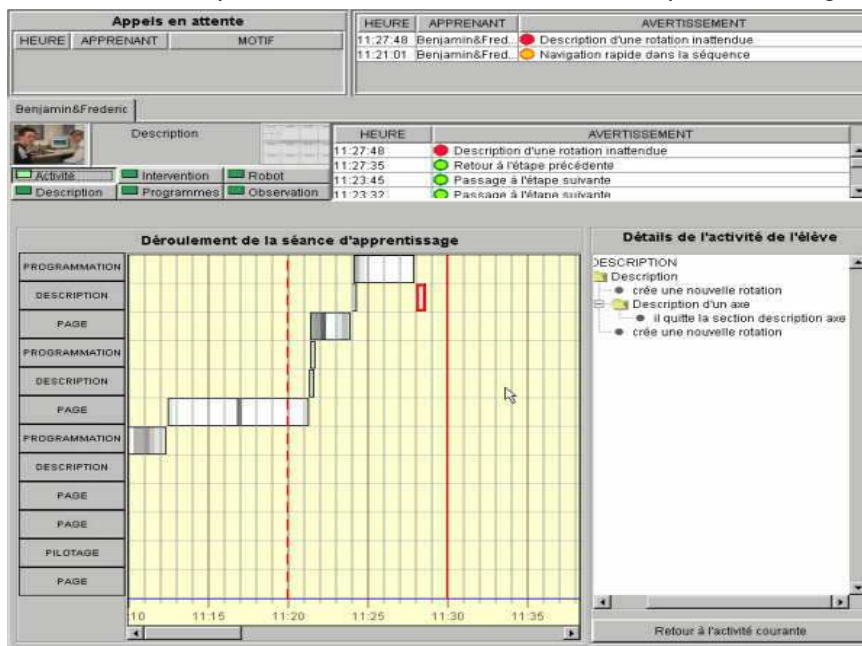 Appels en attente
HEURE APPRENANT MOTIF
HEURE APPRENANT AVERTISSEMENT
11:27:48 Benjamin&Fred... Description d'une rotation inattendue
11:21:01 Benjamin&Fred... Navigation rapide dans la séquence
Benjamin&Frederic
Description
Activité Intervention Robot
Description Programmes Observation
HEURE AVERTISSEMENT
11:27:48 Description d'une rotation inattendue
11:27:35 Retour à l'étape précédente
11:23:45 Passage à l'étape suivante
11:23:32 Passage à l'étape suivante
Déroulement de la séance d'apprentissage
PROGRAMMATION
DESCRIPTION
PAGE
PROGRAMMATION
DESCRIPTION
PAGE
PROGRAMMATION
DESCRIPTION
PAGE
PAGE
PILOTAGE
PAGE
:10 11:15 11:20 11:25 11:30 11:35
Détails de l'activité de l'élève
DESCRIPTION
Description
crée une nouvelle rotation
Description d'un axe
il quitte la section description axe
crée une nouvelle rotation
Retour à l'activité courante